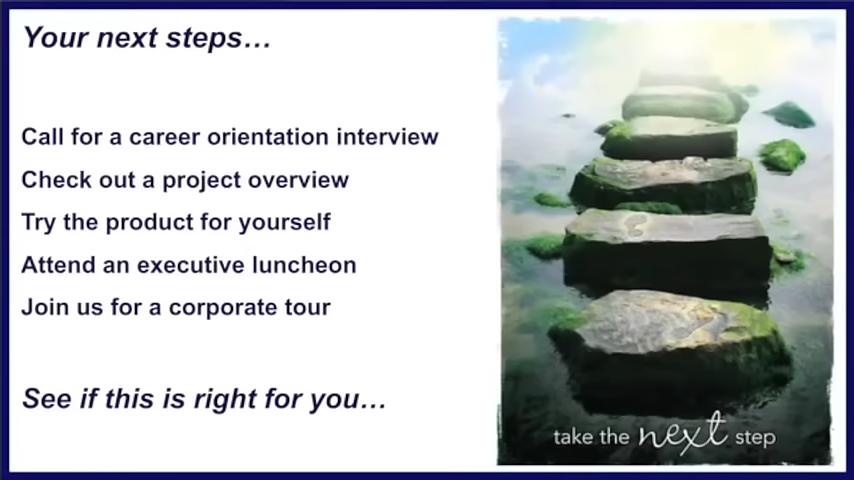 Your next steps…
Call for a career orientation interview
Check out a project overview
Try the product for yourself
Attend an executive luncheon
Join us for a corporate tour
See if this is right for you…
take the next step